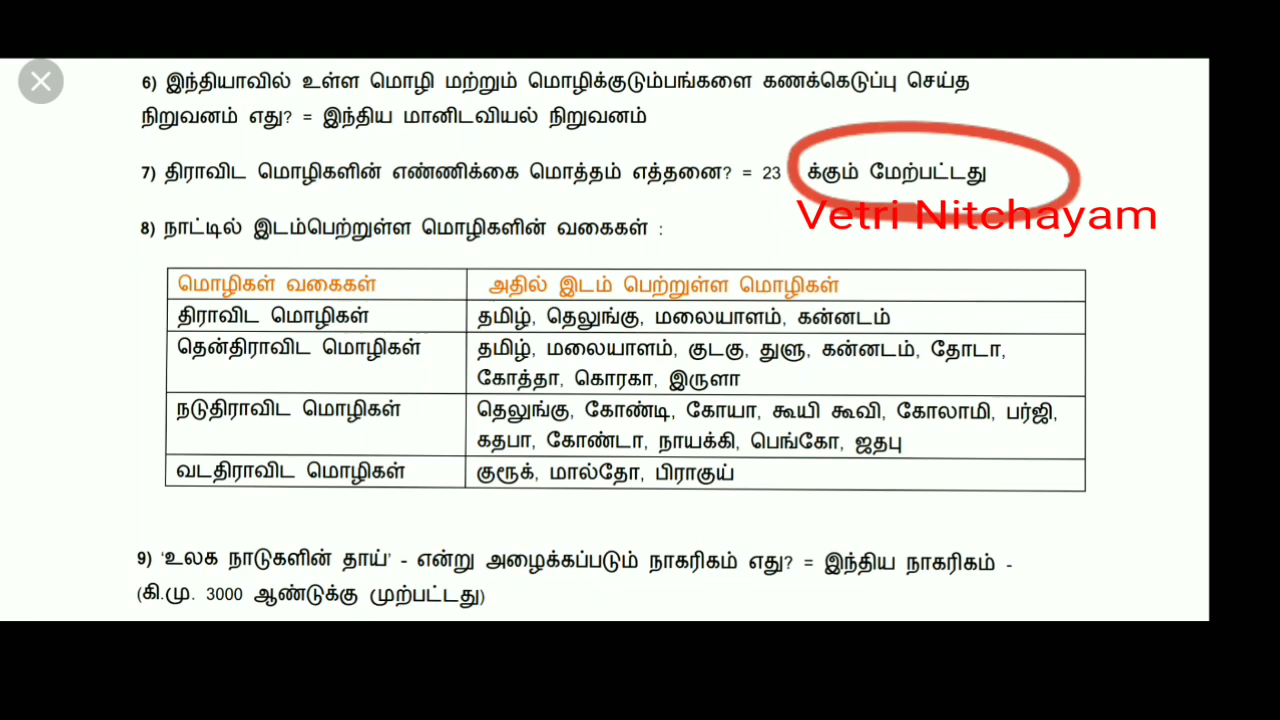 6) இந்தியாவில் உள்ள மொழி மற்றும் மொழிக்குடும்பங்களை கணக்கெடுப்பு செய்த
நிறுவனம் எது? = இந்திய மானிடவியல் நிறுவனம்
7) திராவிட மொழிகளின் எண்ணிக்கை மொத்தம் எத்தனை? = 23 க்கும் மேற்பட்டது
Vetri Nitchayam
8) நாட்டில் இடம்பெற்றுள்ள மொழிகளின் வகைகள் :
மொழிகள் வகைகள் அதில் இடம் பெற்றுள்ள மொழிகள்
திராவிட மொழிகள் தமிழ், தெலுங்கு, மலையாளம், கன்னடம்
தென்திராவிட மொழிகள் தமிழ், மலையாளம், குடகு, துளு, கன்னடம், தோடா,
கோத்தா, கொரகா, இருளா
நடுதிராவிட மொழிகள் தெலுங்கு, கோண்டி, கோயா, கூயி கூவி, கோலாமி, பர்ஜி,
கதபா, கோண்டா, நாயக்கி, பெங்கோ, ஜதபு
வடதிராவிட மொழிகள் குரூக், மால்தோ, பிராகுய்
9) 'உலக நாடுகளின் தாய்' - என்று அழைக்கப்படும் நாகரிகம் எது? = இந்திய நாகரிகம் -
(கி.மு. 3000 ஆண்டுக்கு முற்பட்டது)